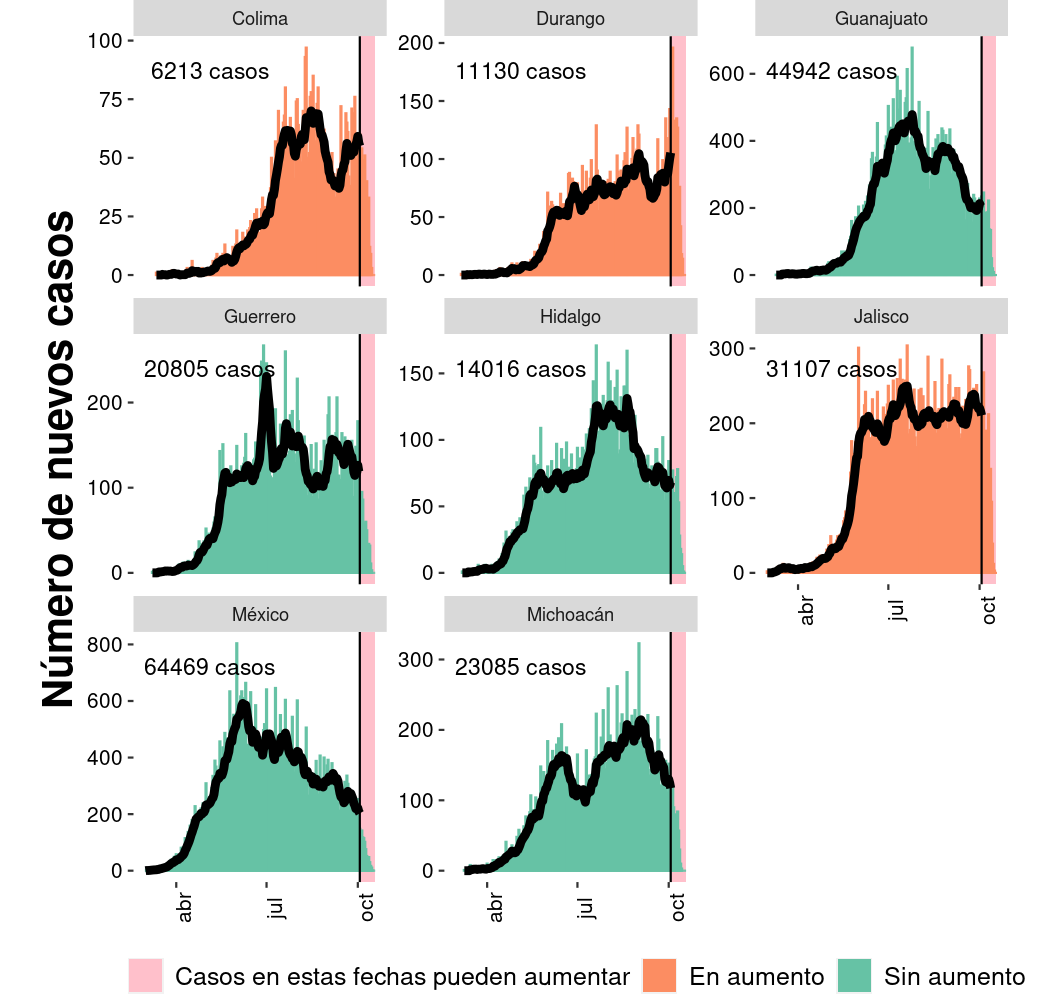 Colima
Durango
Guanajuato
100
75
50
25
0
6213 casos
200
150
100
50
0
11130 casos
600
400
200
0
44942 casos
Número de nuevos casos
Guerrero
Hidalgo
Jalisco
200
100
0
20805 casos
150
100
50
0
14016 casos
300
200
100
0
31107 casos
abr
jul
oct
México
Michoacán
800
600
400
200
0
64469 casos
abr
jul
oct
300
200
100
0
23085 casos
abr
jul
oct
Casos en estas fechas pueden aumentar
En aumento
Sin aumento